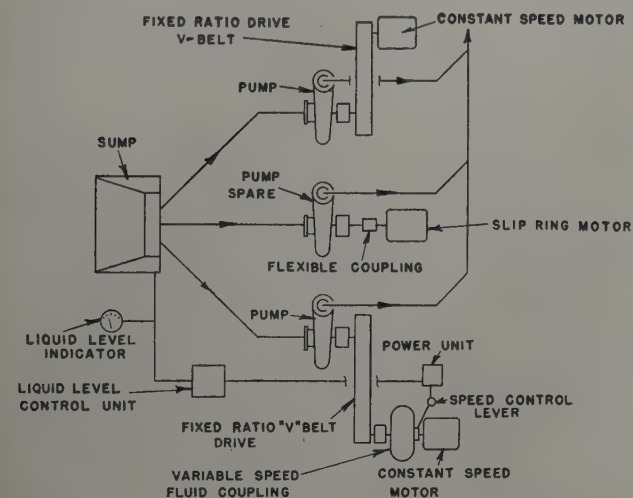 FIXED RATIO DRIVE
V-BELT
CONSTANT SPEED MOTOR
PUMP
SUMP
PUMP
SPARE
SLIP RING MOTOR
FLEXIBLE COUPLING
PUMP
LIQUID LEVEL
INDICATOR
POWER UNIT
LIQUID LEVEL
CONTROL UNIT
SPEED CONTROL
LEVER
FIXED RATIO "V" BELT
DRIVE
VARIABLE SPEED
FLUID COUPLING
CONSTANT SPEED
MOTOR